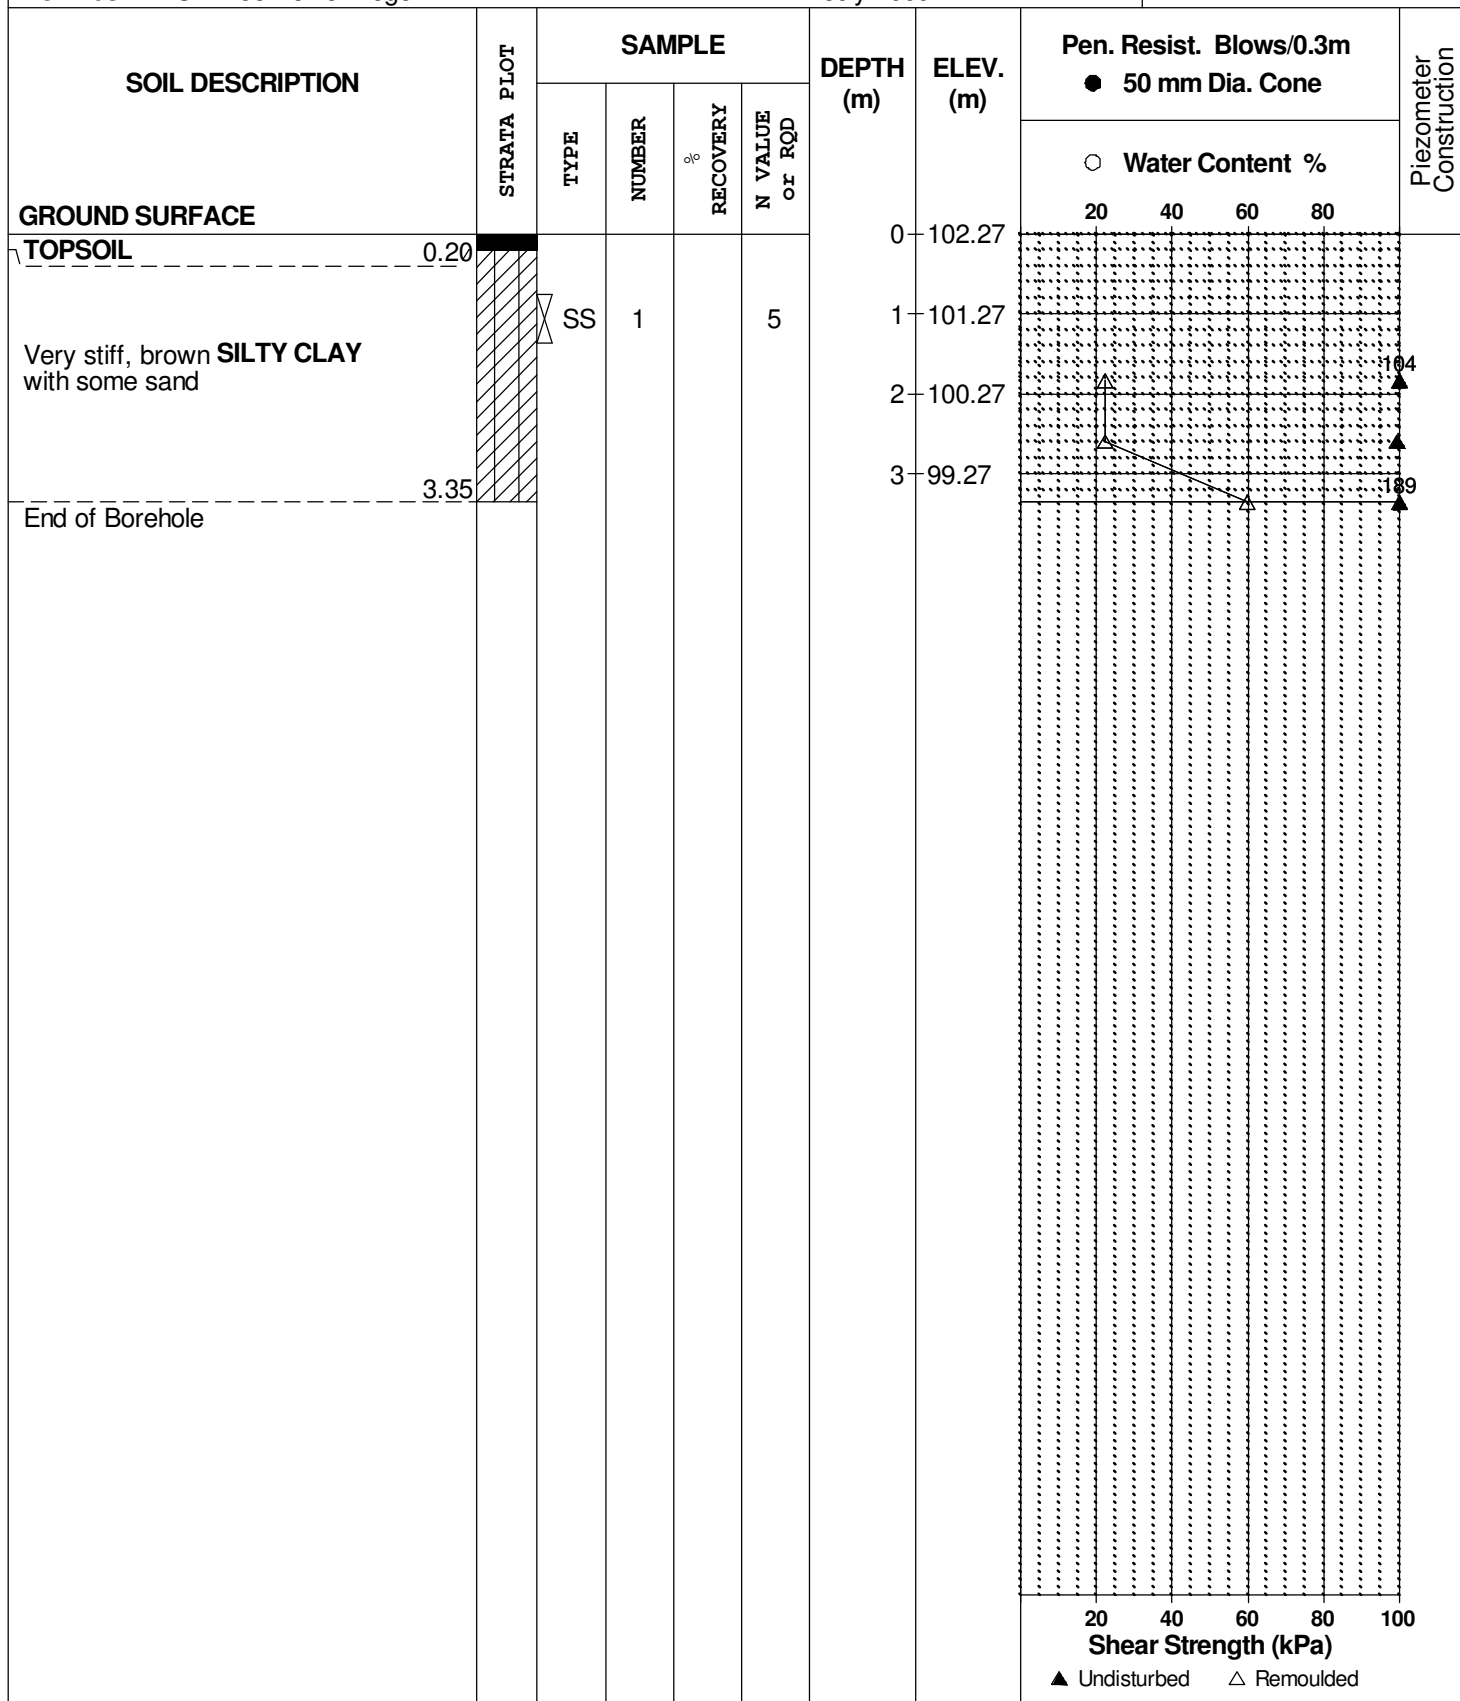 SOIL DESCRIPTION
STRATA PLOT
SAMPLE
TYPE
NUMBER
% RECOVERY
N VALUE
or RQD
DEPTH
(m)
ELEV.
(m)
Pen. Resist. Blows/0.3m
● 50 mm Dia. Cone
○ Water Content %
Piezometer
Construction
20 40 60 80
GROUND SURFACE
0 102.27
TOPSOIL 0.20
SS 1 5
1 101.27
Very stiff, brown SILTY CLAY
with some sand
2 100.27
3 99.27
189
3.35
End of Borehole
20 40 60 80 100
Shear Strength (kPa)
▲ Undisturbed △ Remoulded